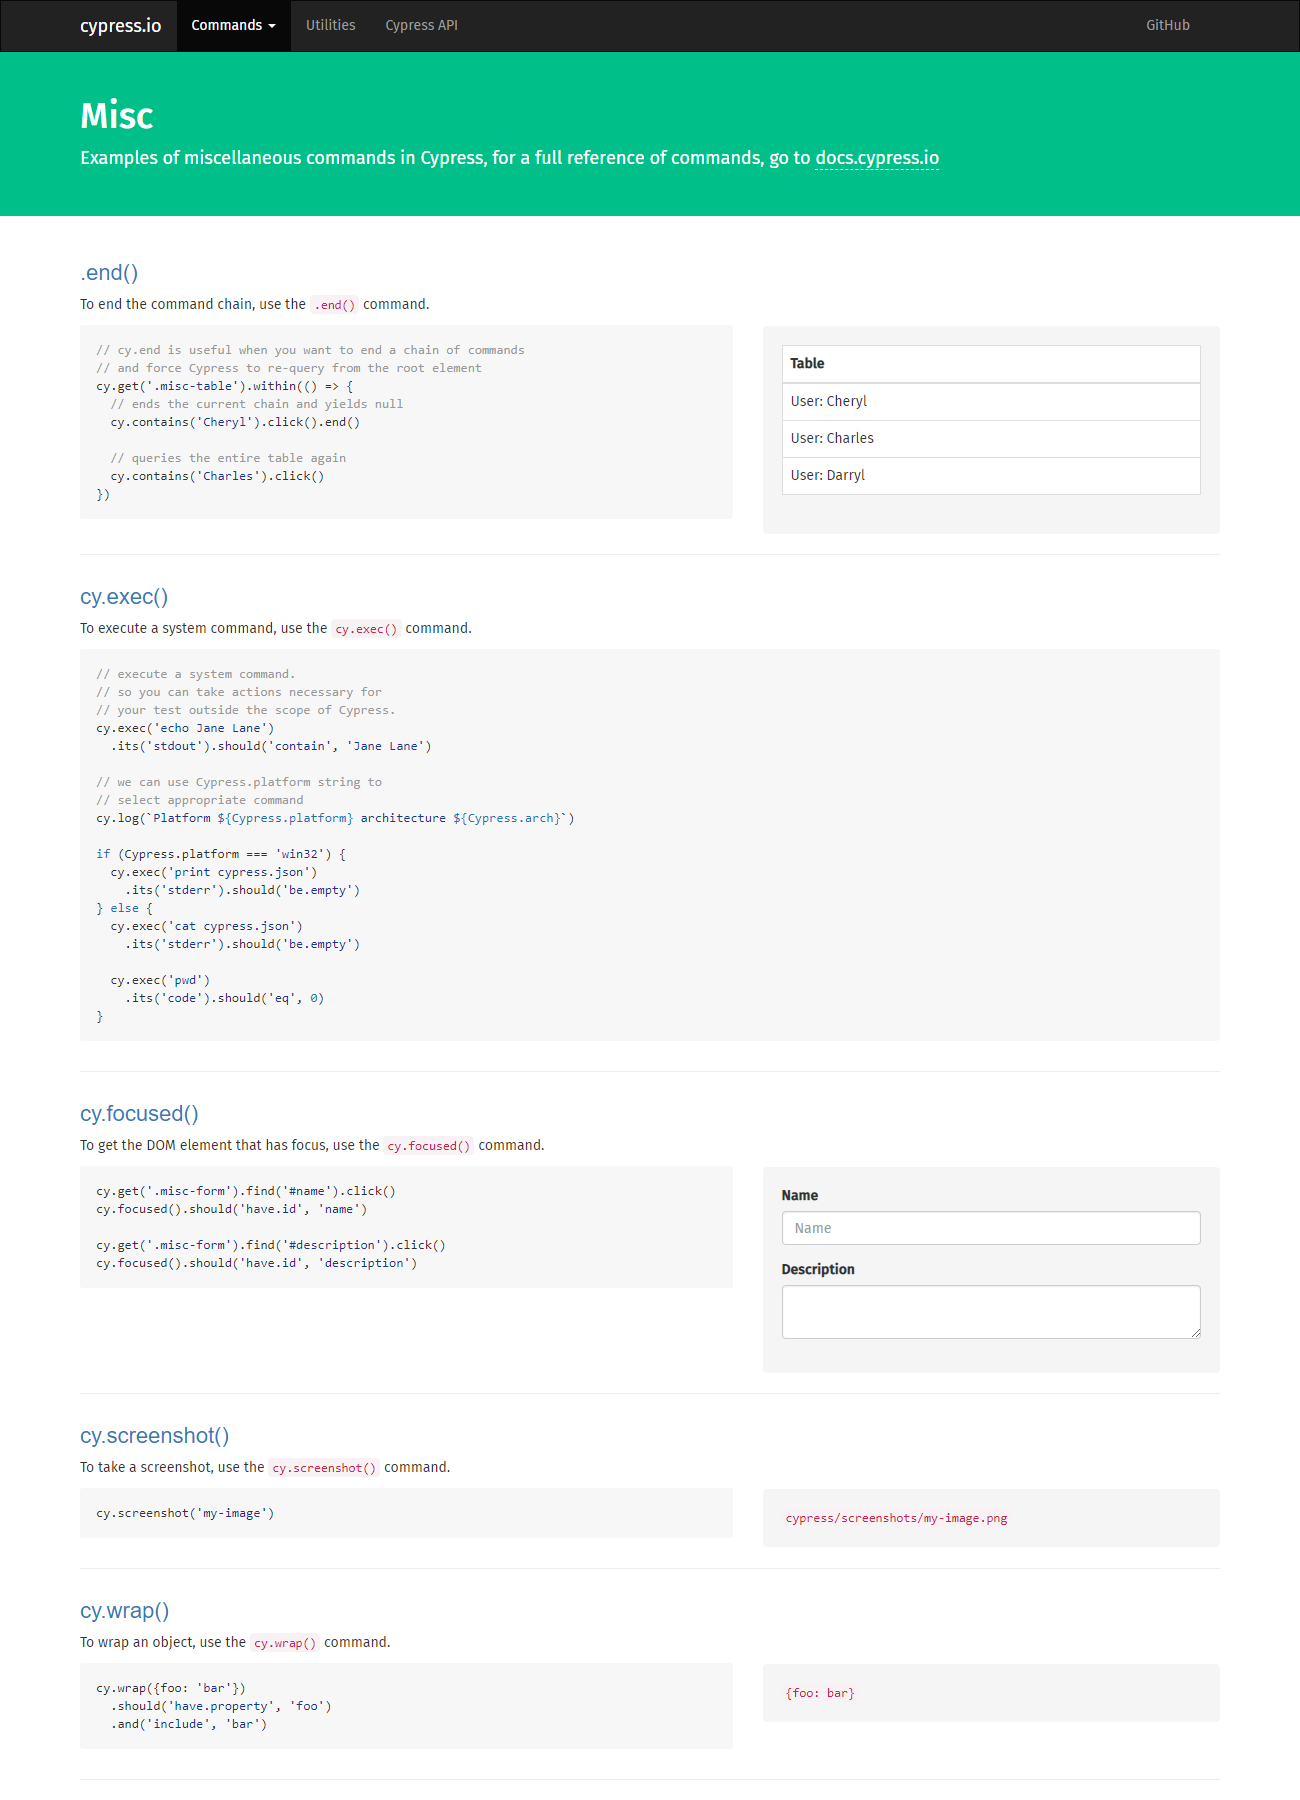 cypress.io Commands Utilities Cypress API GitHub
Misc
Examples of miscellaneous commands in Cypress, for a full reference of commands, go to docs.cypress.io
.end()
To end the command chain, use the .end() command.
// cy.end is useful when you want to end a chain of commands
// and force Cypress to re-query from the root element
cy.get('.misc-table').within(() => {
  // ends the current chain and yields null
  cy.contains('Cheryl').click().end()
  // queries the entire table again
  cy.contains('Charles').click()
})
Table
User: Cheryl
User: Charles
User: Darryl
cy.exec()
To execute a system command, use the cy.exec() command.
// execute a system command.
// so you can take actions necessary for
// your test outside the scope of Cypress.
cy.exec('echo Jane Lane')
  .its('stdout').should('contain', 'Jane Lane')
// we can use Cypress.platform string to
// select appropriate command
cy.log(`Platform ${Cypress.platform} architecture ${Cypress.arch}`)
if (Cypress.platform === 'win32') {
  cy.exec('print cypress.json')
    .its('stderr').should('be.empty')
} else {
  cy.exec('cat cypress.json')
    .its('stderr').should('be.empty')
  cy.exec('pwd')
    .its('code').should('eq', 0)
}
cy.focused()
To get the DOM element that has focus, use the cy.focused() command.
cy.get('.misc-form').find('#name').click()
cy.focused().should('have.id', 'name')
cy.get('.misc-form').find('#description').click()
cy.focused().should('have.id', 'description')
Name
Name
Description
cy.screenshot()
To take a screenshot, use the cy.screenshot() command.
cy.screenshot('my-image')
cypress/screenshots/my-image.png
cy.wrap()
To wrap an object, use the cy.wrap() command.
cy.wrap({foo: 'bar'})
  .should('have.property', 'foo')
  .and('include', 'bar')
{foo: bar}